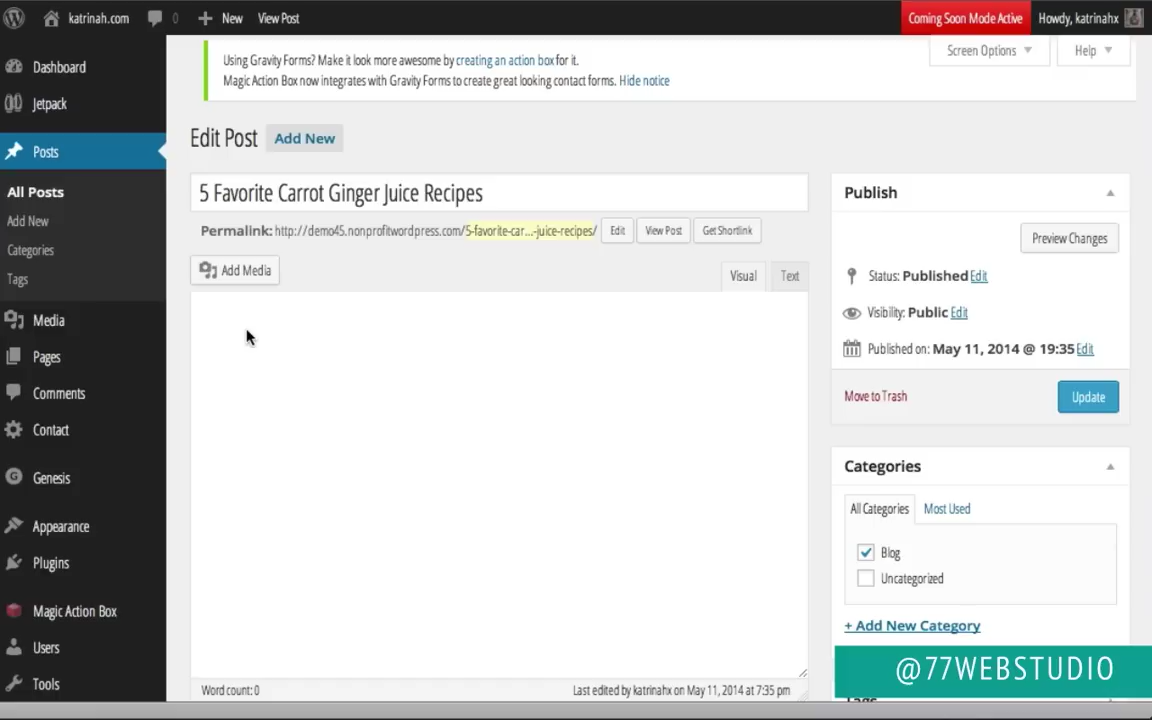 katrinah.com 0 New View Post Coming Soon Mode Active Howdy, katrinahx
Screen Options Help
Using Gravity Forms? Make it look more awesome by creating an action box for it.
Magic Action Box now integrates with Gravity Forms to create great looking contact forms. Hide notice
Dashboard
Jetpack
Posts
All Posts
Add New
Categories
Tags
Media
Pages
Comments
Contact
Genesis
Appearance
Plugins
Magic Action Box
Users
Tools
Edit Post Add New
5 Favorite Carrot Ginger Juice Recipes
Permalink: http://demo45.nonprofitwordpress.com/5-favorite-car...-juice-recipes/ Edit View Post Get Shortlink
Add Media Visual Text
Word count: 0 Last edited by katrinahx on May 11, 2014 at 7:35 pm
Publish
Preview Changes
Status: Published Edit
Visibility: Public Edit
Published on: May 11, 2014 @ 19:35 Edit
Move to Trash Update
Categories
All Categories Most Used
Blog
Uncategorized
+ Add New Category
@77WEBSTUDIO